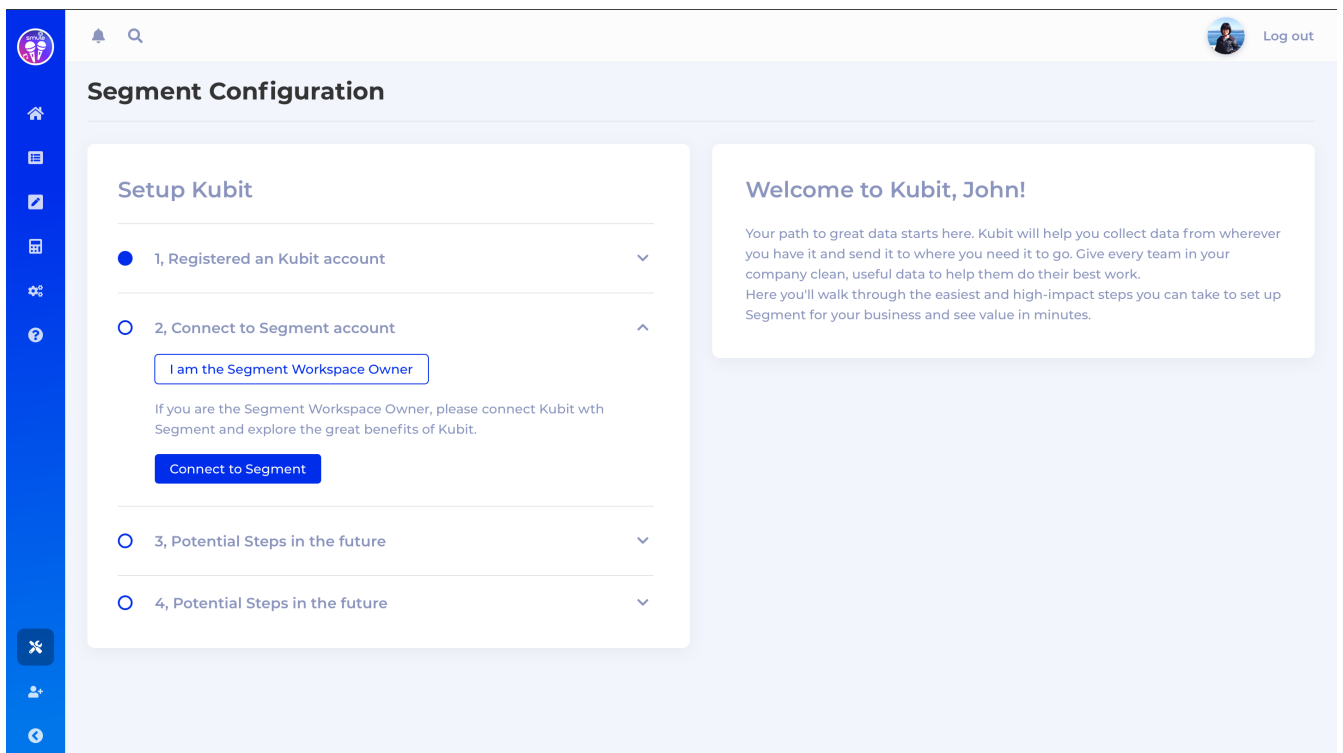 smule
Log out
Segment Configuration
Setup Kubit
1, Registered an Kubit account
2, Connect to Segment account
I am the Segment Workspace Owner
If you are the Segment Workspace Owner, please connect Kubit wth
Segment and explore the great benefits of Kubit.
Connect to Segment
3, Potential Steps in the future
4, Potential Steps in the future
Welcome to Kubit, John!
Your path to great data starts here. Kubit will help you collect data from wherever
you have it and send it to where you need it to go. Give every team in your
company clean, useful data to help them do their best work.
Here you'll walk through the easiest and high-impact steps you can take to set up
Segment for your business and see value in minutes.